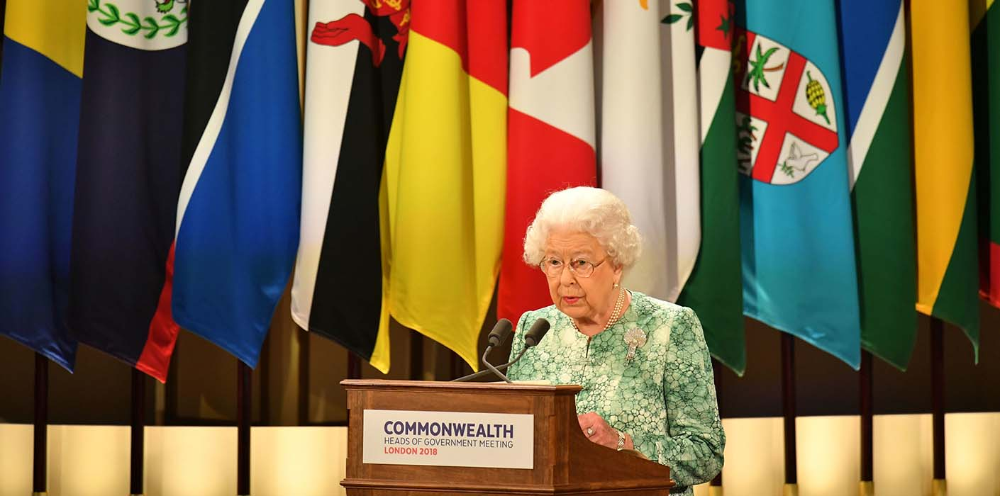 COMMONWEALTH
HEADS OF GOVERNMENT MEETING
LONDON 2018